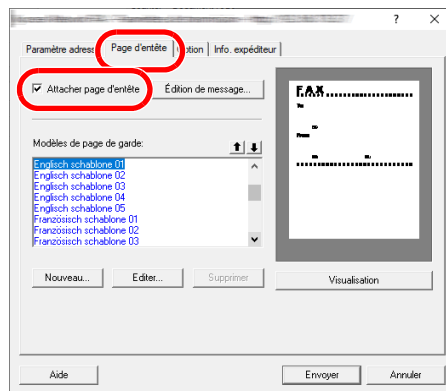 ? X
Paramètre adress Page d'entête ption Info. expéditeur
Attacher page d'entête Édition de message...
FAX
To:
From:
Modèles de page de garde:
Englisch schablone 01
Englisch schablone 02
Englisch schablone 03
Englisch schablone 04
Englisch schablone 05
Französisch schablone 01
Französisch schablone 02
Französisch schablone 03
Nouveau... Editer... Supprimer Visualisation
Aide Envoyer Annuler